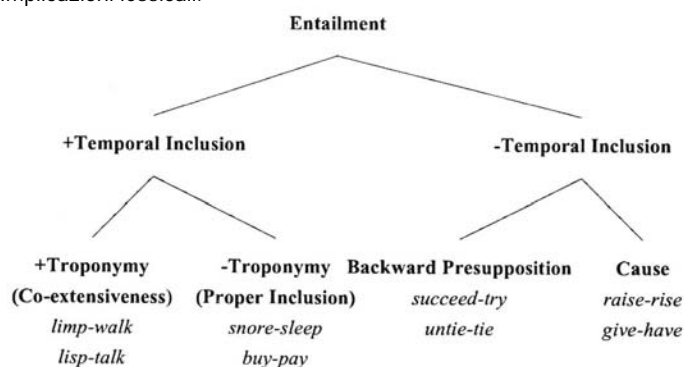 Entailment
+Temporal Inclusion
-Temporal Inclusion
+Troponymy
(Co-extensiveness)
limp-walk
lisp-talk
-Troponymy
(Proper Inclusion)
snore-sleep
buy-pay
Backward Presupposition
succeed-try
untie-tie
Cause
raise-rise
give-have